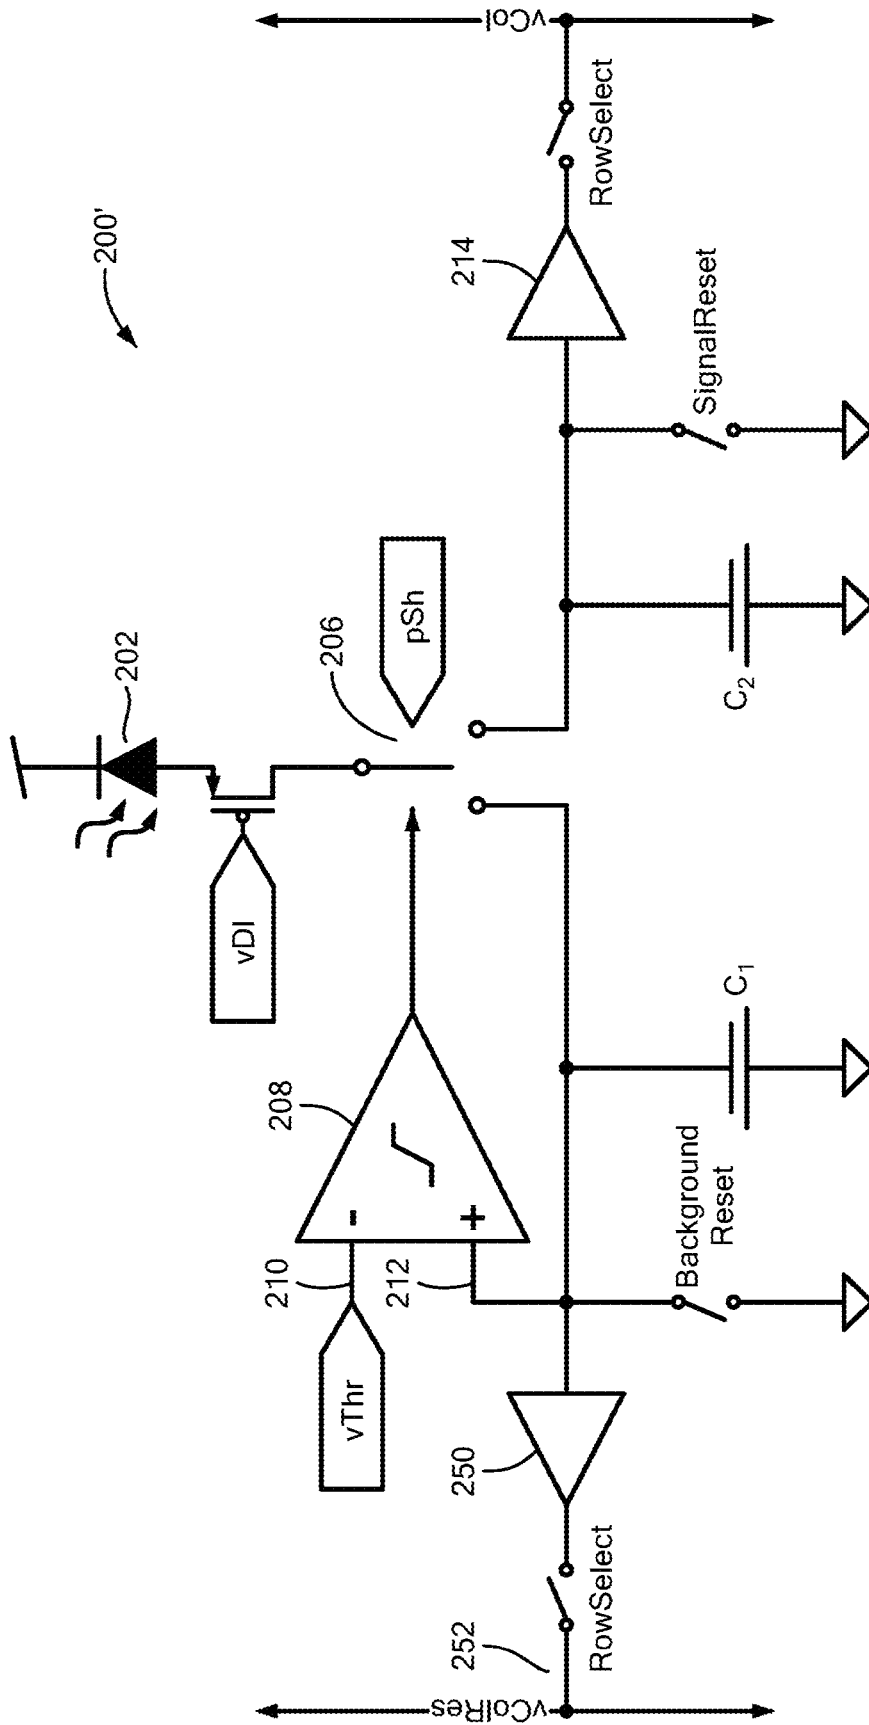 200'
202
vDI
206
pSh
208
210
212
vThr
250
252
vColRes
RowSelect
Background
Reset
C1
C2
SignalReset
214
RowSelect
vCol